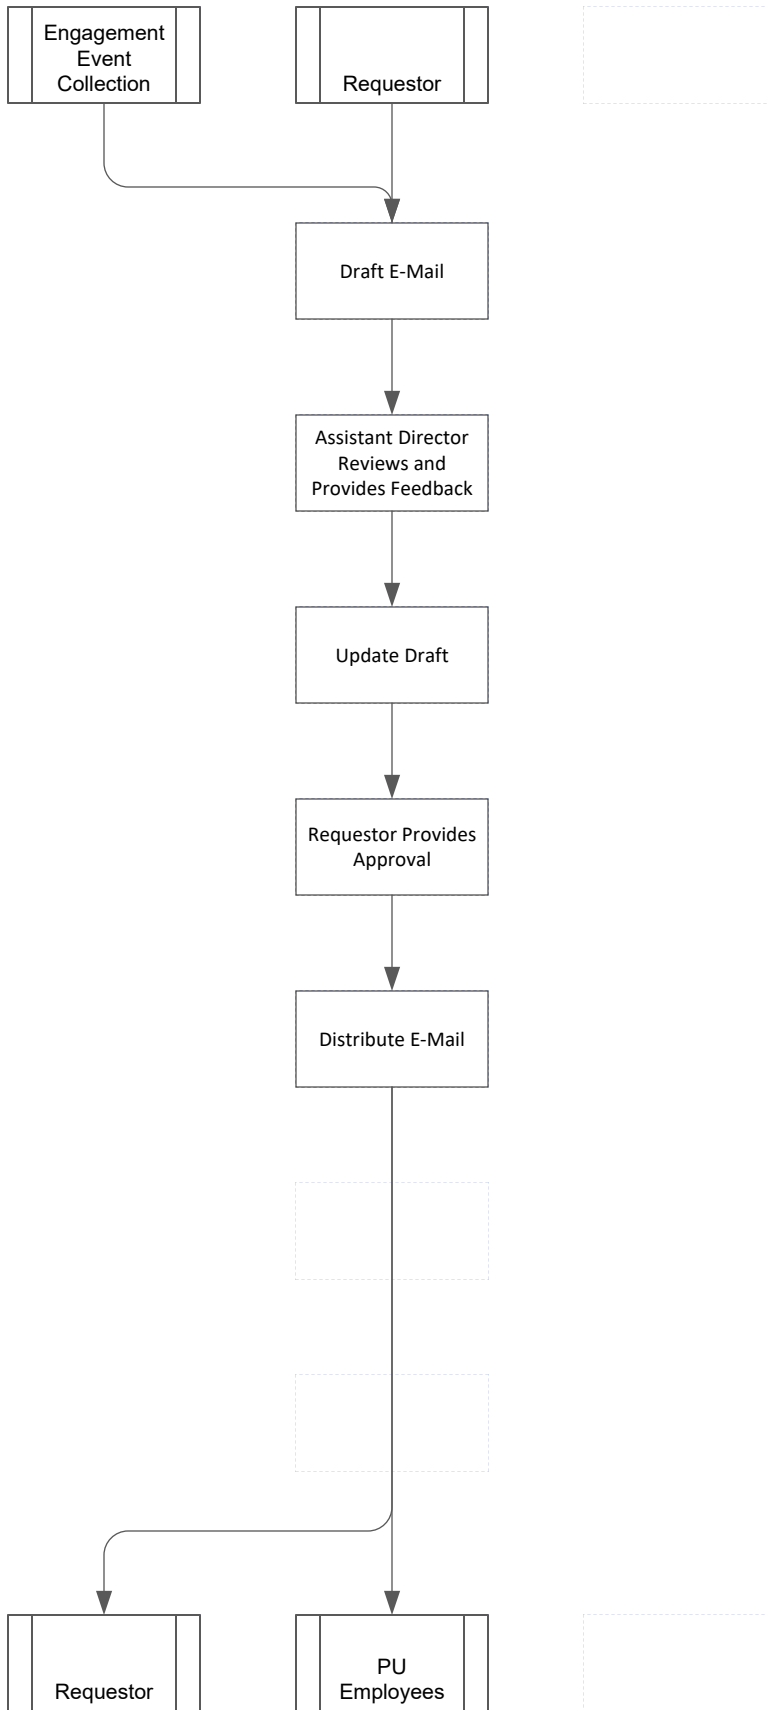 Engagement
Event
Collection
Requestor
Draft E-Mail
Assistant Director
Reviews and
Provides Feedback
Update Draft
Requestor Provides
Approval
Distribute E-Mail
Requestor
PU
Employees